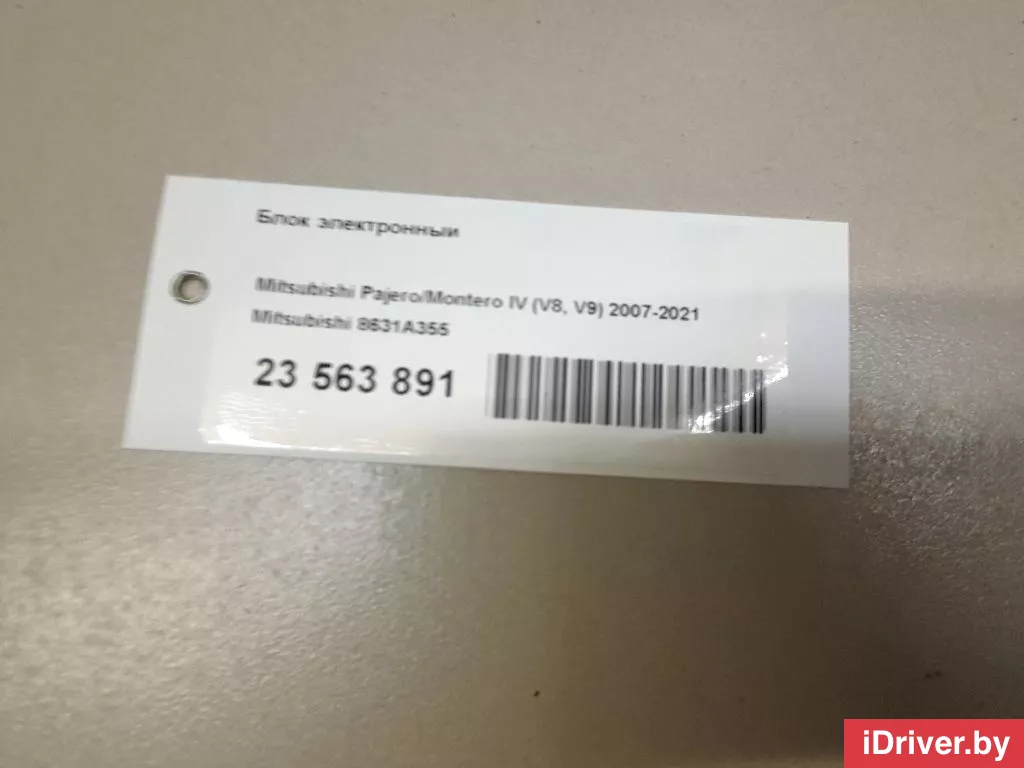 Блок электронный
Mitsubishi Pajero/Montero IV (V8, V9) 2007-2021
Mitsubishi 8631A355
23 563 891
iDriver.by